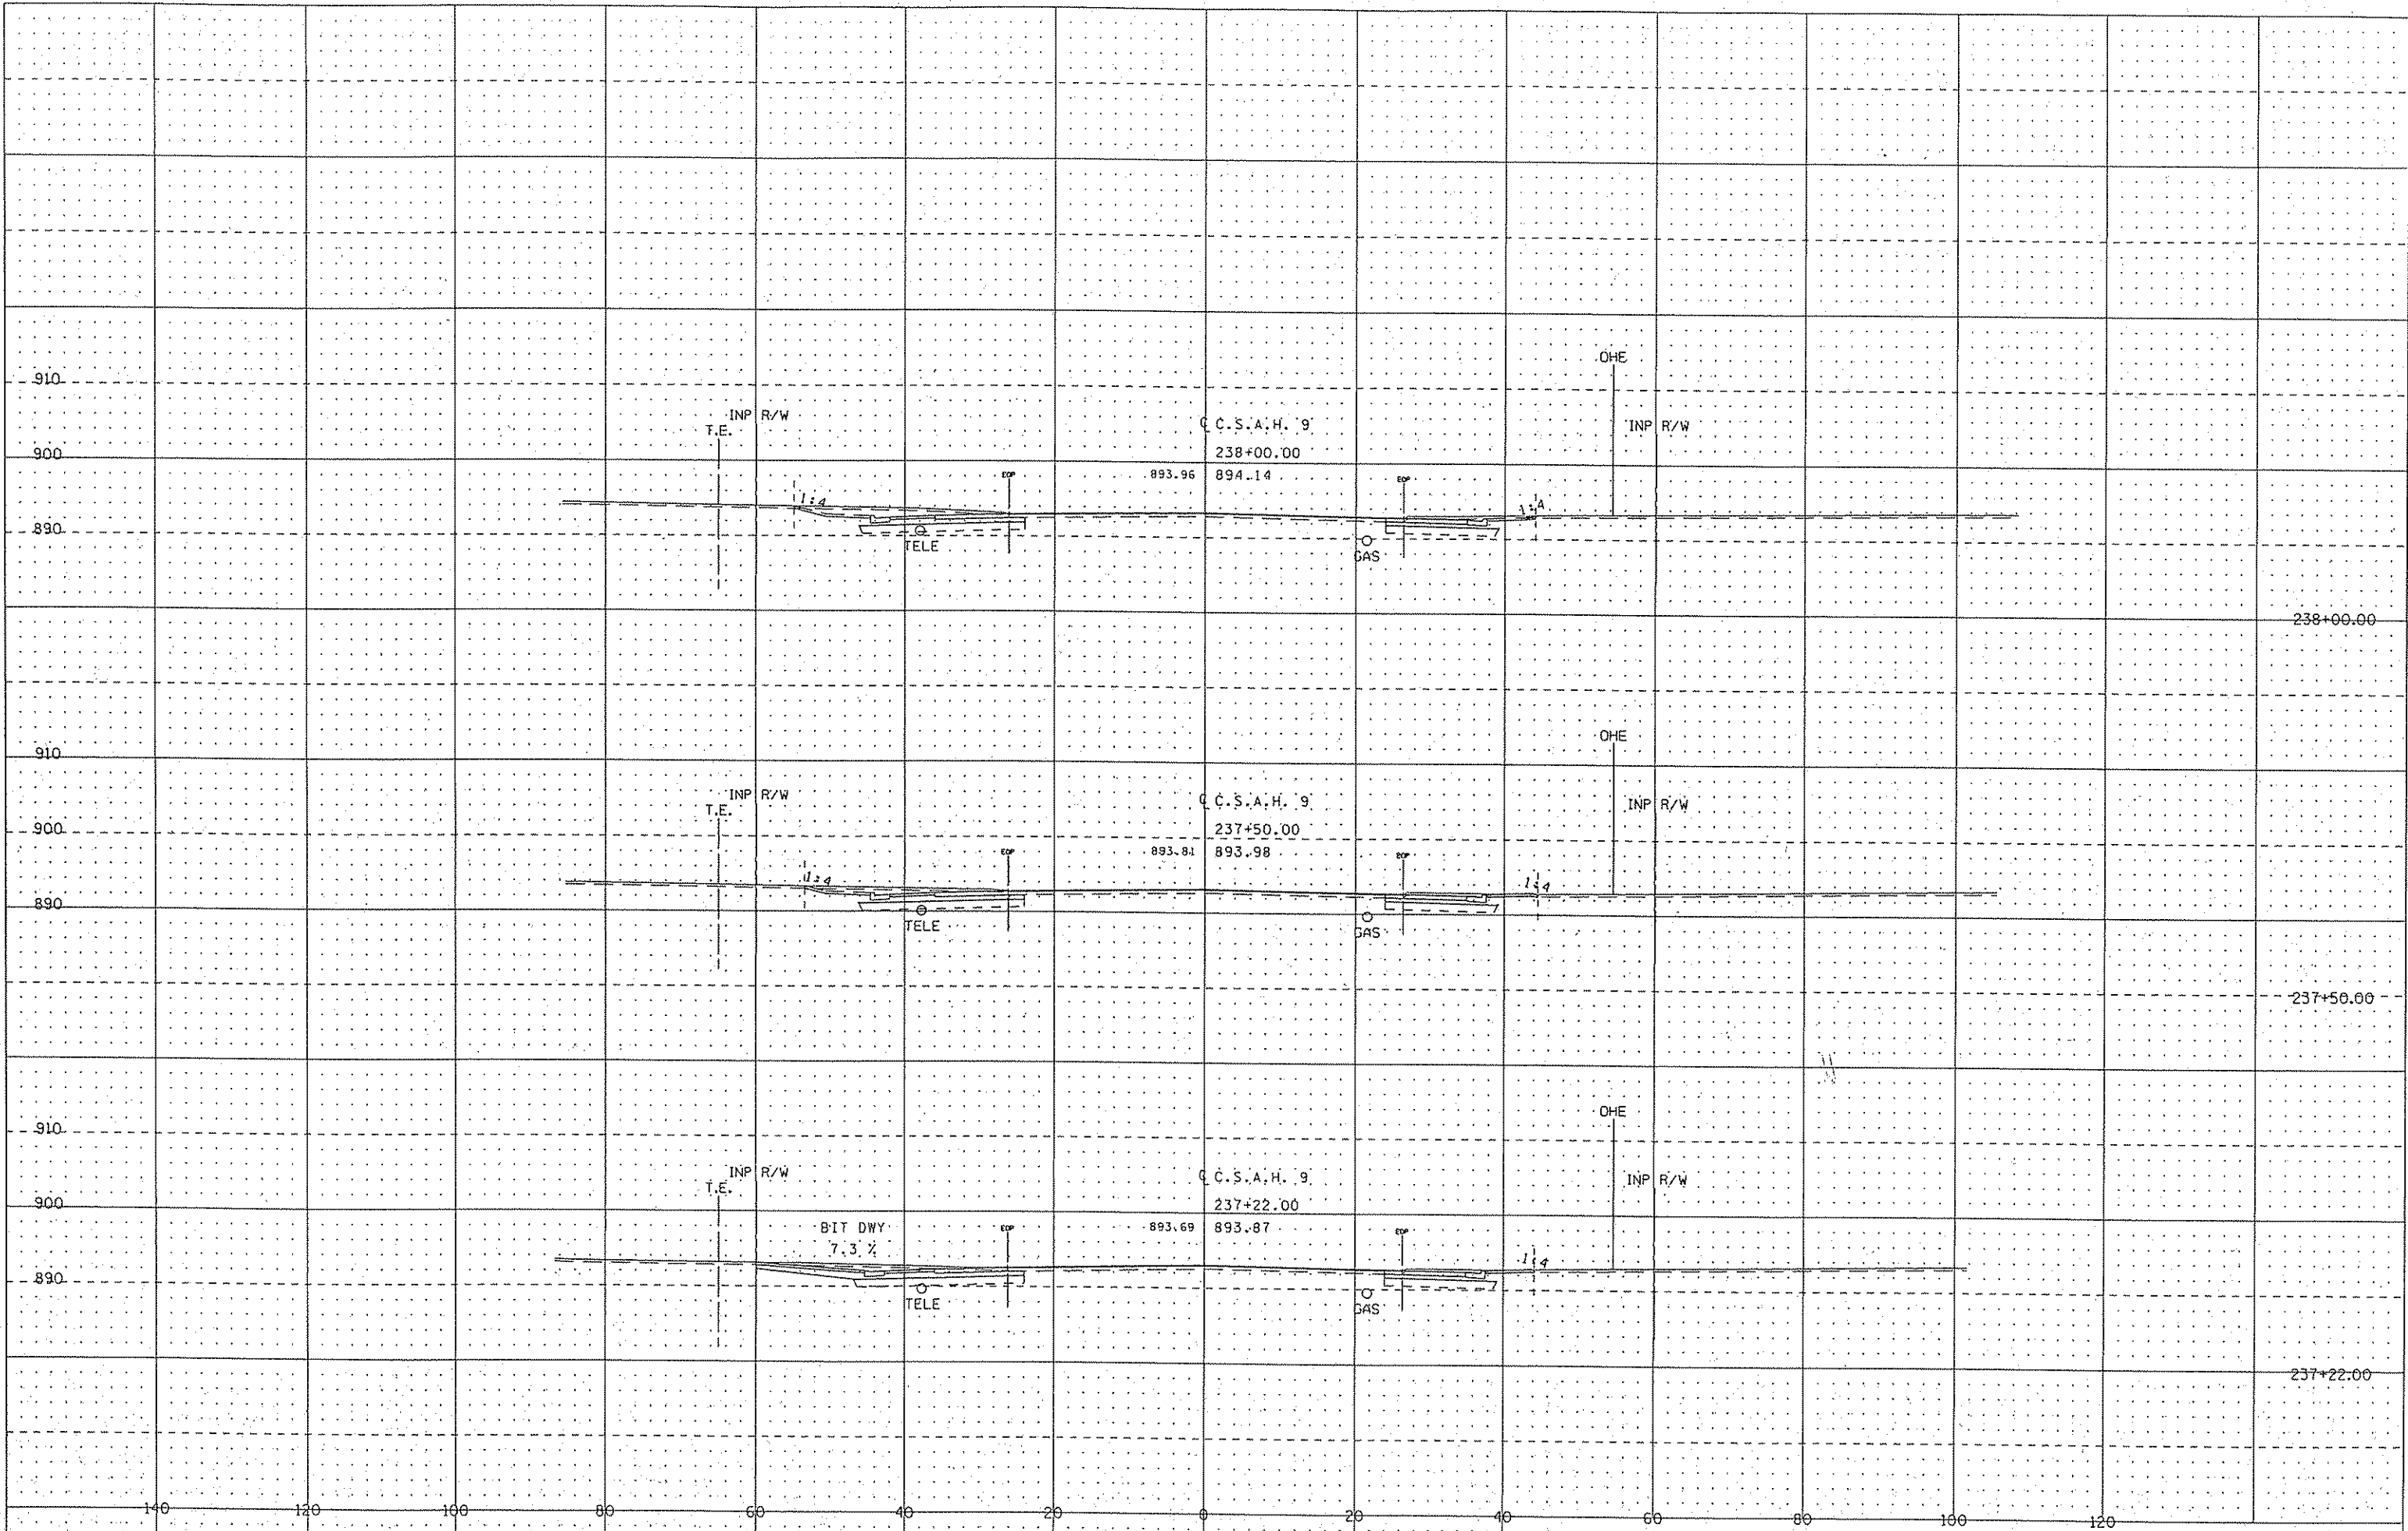 OHE
910
INP R/W
T.E.
℄ C.S.A.H. 9
INP R/W
238+00.00
900
EOP
893.96 894.14
EOP
1:4
1:4
890
TELE
GAS
238+00.00
OHE
910
INP R/W
T.E.
℄ C.S.A.H. 9
INP R/W
237+50.00
900
EOP
893.81 893.98
EOP
1:4
1:4
890
TELE
GAS
237+50.00
OHE
910
INP R/W
T.E.
℄ C.S.A.H. 9
INP R/W
237+22.00
900
BIT DWY
EOP
893.69 893.87
EOP
7.3 %
1:4
890
TELE
GAS
237+22.00
140 120 100 80 60 40 20 0 20 40 60 80 100 120